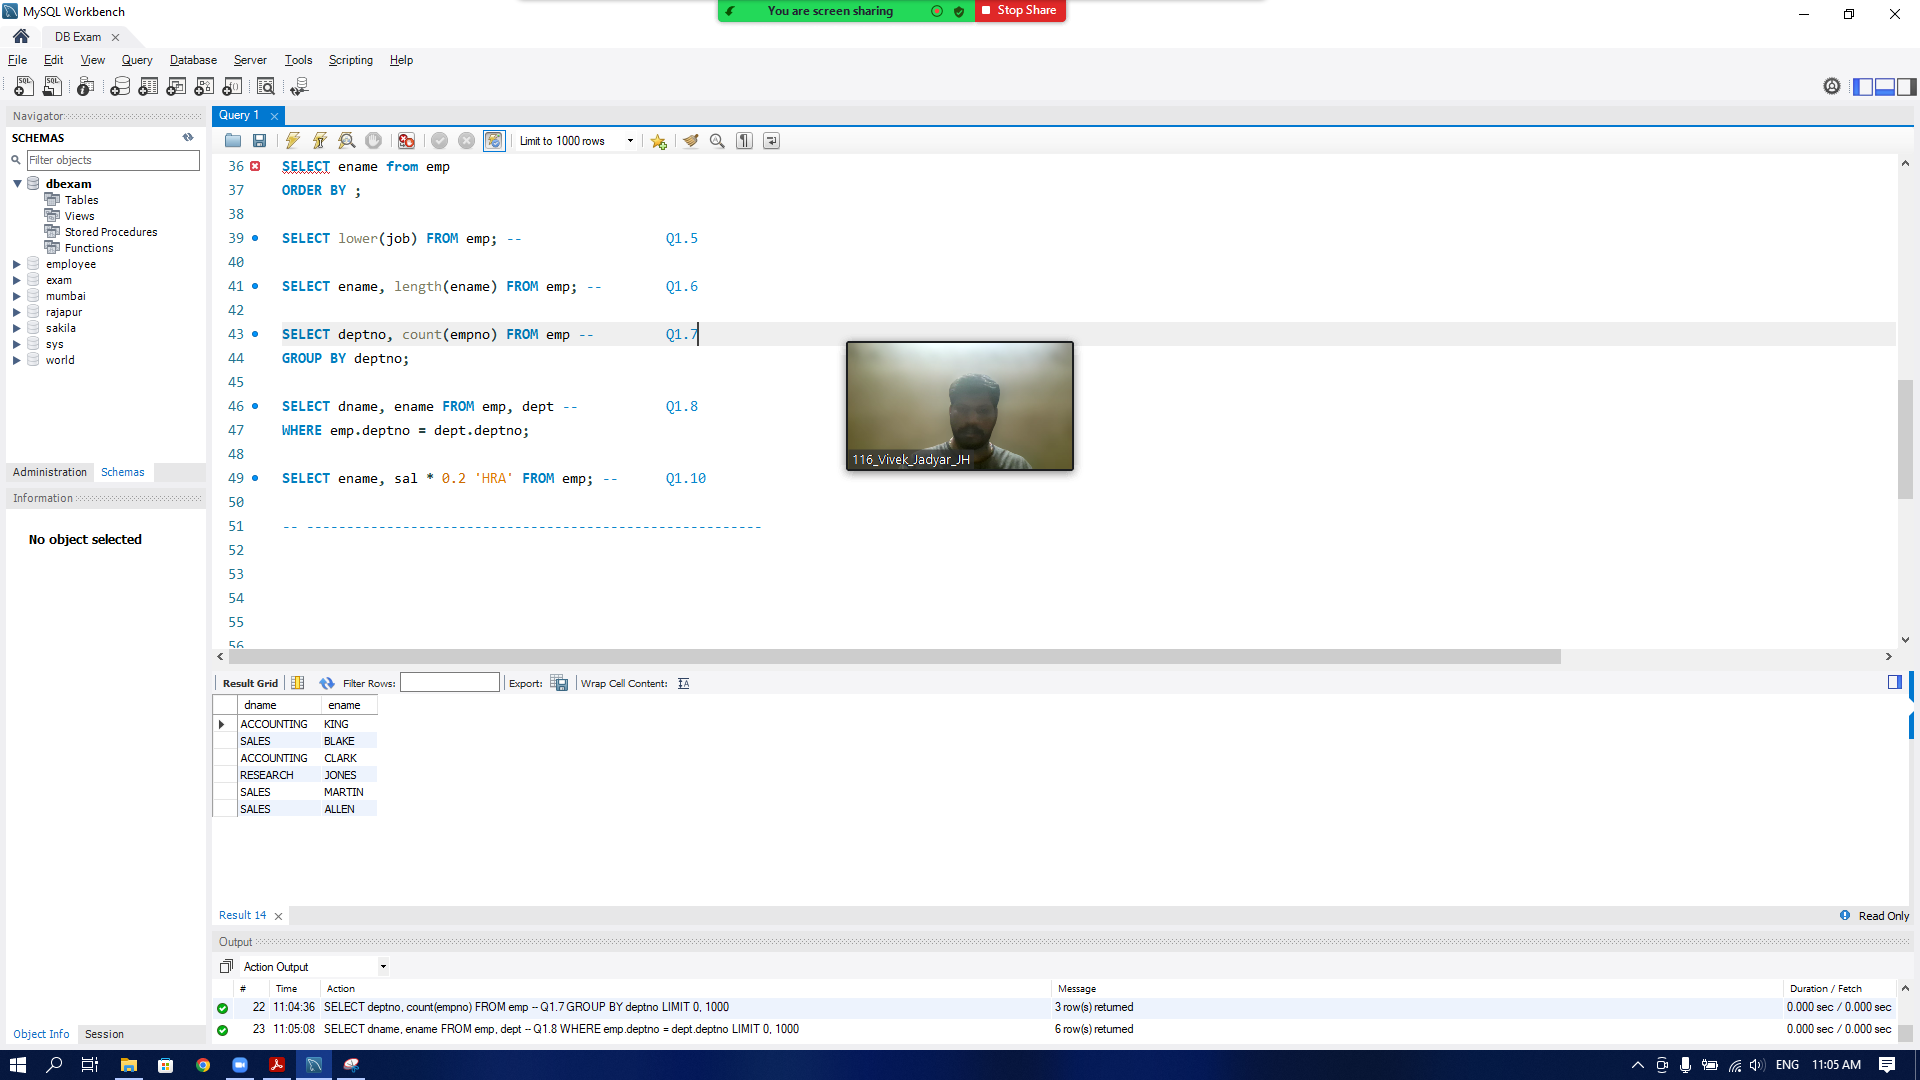 MySQL Workbench
You are screen sharing
Stop Share
DB Exam
File Edit View Query Database Server Tools Scripting Help
Navigator
SCHEMAS
Filter objects
dbexam
Tables
Views
Stored Procedures
Functions
employee
exam
mumbai
rajapur
sakila
sys
world
Administration Schemas
Information
No object selected
Object Info Session
Query 1
Limit to 1000 rows
36 SELECT ename from emp
37 ORDER BY ;
38
39 SELECT lower(job) FROM emp; -- Q1.5
40
41 SELECT ename, length(ename) FROM emp; -- Q1.6
42
43 SELECT deptno, count(empno) FROM emp -- Q1.7
44 GROUP BY deptno;
45
46 SELECT dname, ename FROM emp, dept -- Q1.8
47 WHERE emp.deptno = dept.deptno;
48
49 SELECT ename, sal * 0.2 'HRA' FROM emp; -- Q1.10
50
51 -- ---------------------------------------------------------
52
53
54
55
56
116_Vivek_Jadyar_JH
Result Grid Filter Rows: Export: Wrap Cell Content:
dname ename
ACCOUNTING KING
SALES BLAKE
ACCOUNTING CLARK
RESEARCH JONES
SALES MARTIN
SALES ALLEN
Result 14
Read Only
Output
Action Output
# Time Action Message Duration / Fetch
22 11:04:36 SELECT deptno, count(empno) FROM emp -- Q1.7 GROUP BY deptno LIMIT 0, 1000 3 row(s) returned 0.000 sec / 0.000 sec
23 11:05:08 SELECT dname, ename FROM emp, dept -- Q1.8 WHERE emp.deptno = dept.deptno LIMIT 0, 1000 6 row(s) returned 0.000 sec / 0.000 sec
ENG 11:05 AM